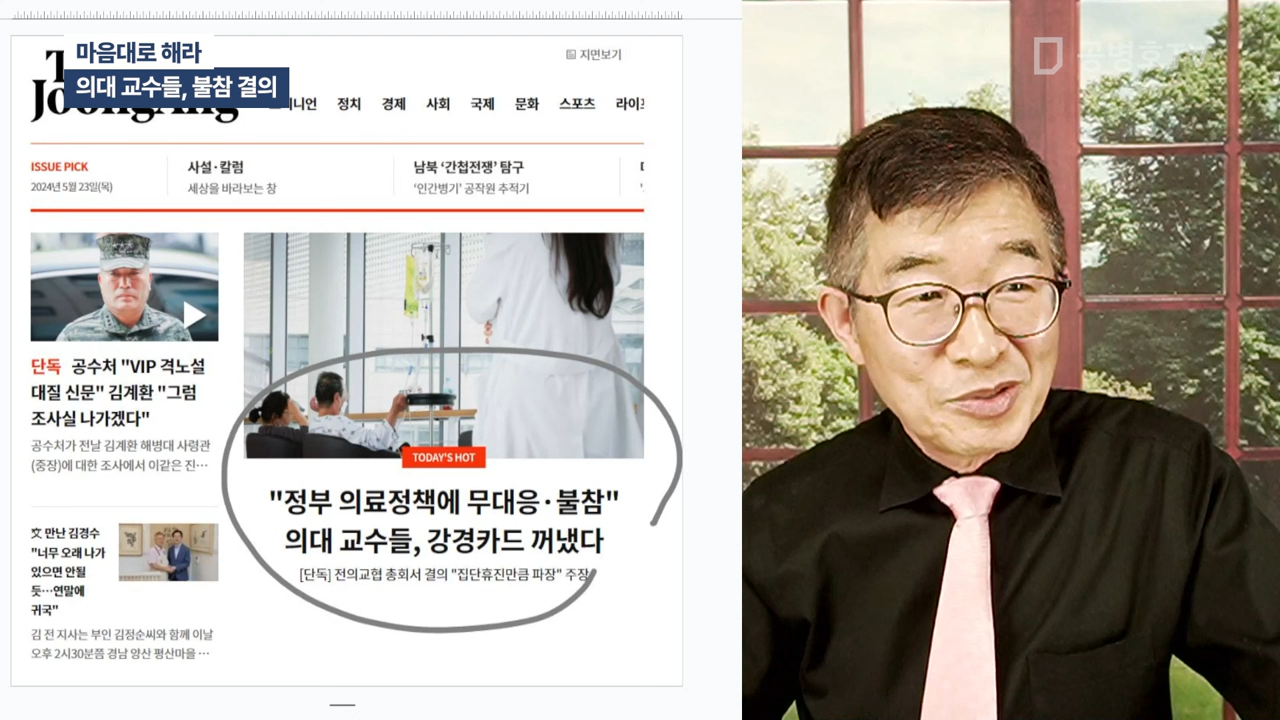 마음대로 해라
의대 교수들, 불참 결의
JoongAng
지면보기
정치 경제 사회 국제 문화 스포츠
ISSUE PICK
2024년 5월 23일(목)
사설·칼럼
세상을 바라보는 창
남북 ‘간첩전쟁’ 탐구
‘인간병기’ 공작원 추적기
단독 공수처 "VIP 격노설
대질 신문" 김계환 "그럼
조사실 나가겠다"
공수처가 전날 김계환 해병대 사령관
(중장)에 대한 조사에서 이같은 진…
文 만난 김경수
"너무 오래 나가
있으면 안될
듯…연말에
귀국"
김 전 지사는 부인 김정순씨와 함께 이날
오후 2시30분쯤 경남 양산 평산마을 …
TODAY'S HOT
"정부 의료정책에 무대응·불참"
의대 교수들, 강경카드 꺼냈다
[단독] 전의교협 총회서 결의 "집단휴진만큼 파장" 주장
공병호